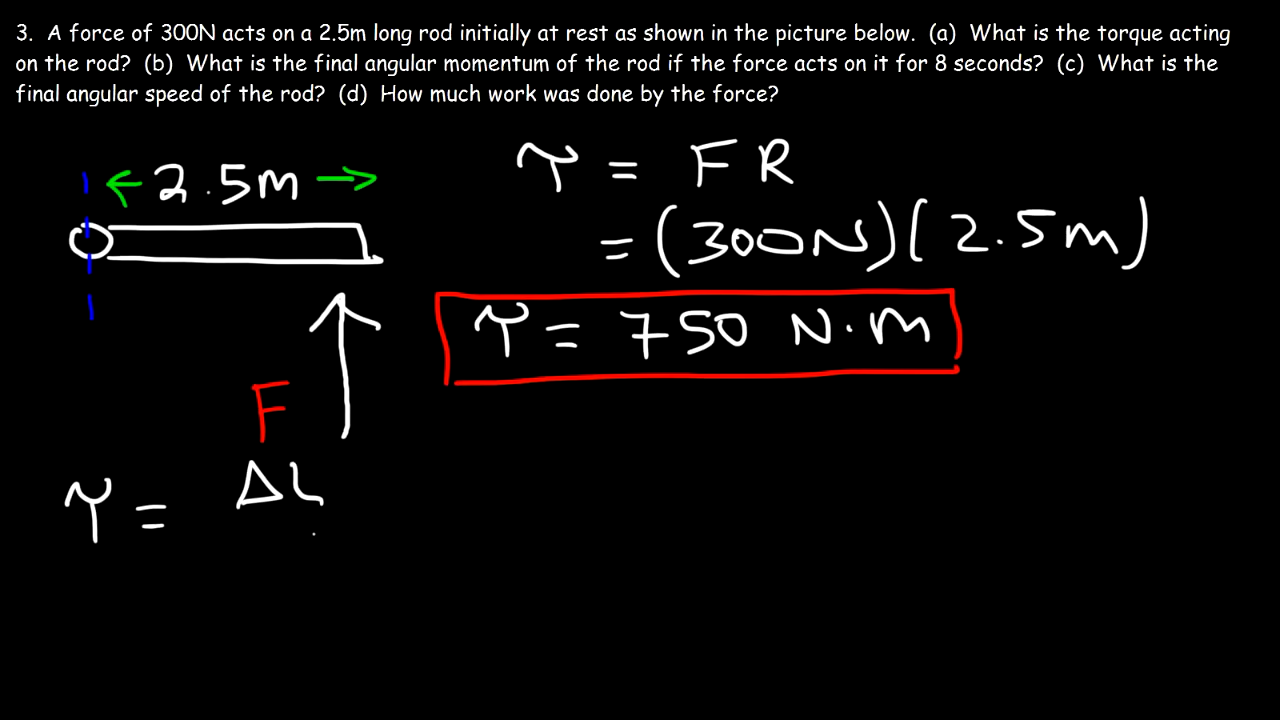 3. A force of 300N acts on a 2.5m long rod initially at rest as shown in the picture below. (a) What is the torque acting
on the rod? (b) What is the final angular momentum of the rod if the force acts on it for 8 seconds? (c) What is the
final angular speed of the rod? (d) How much work was done by the force?
2.5m
τ = F R
= (300N)(2.5m)
τ = 750 N·m
F
τ = ΔL